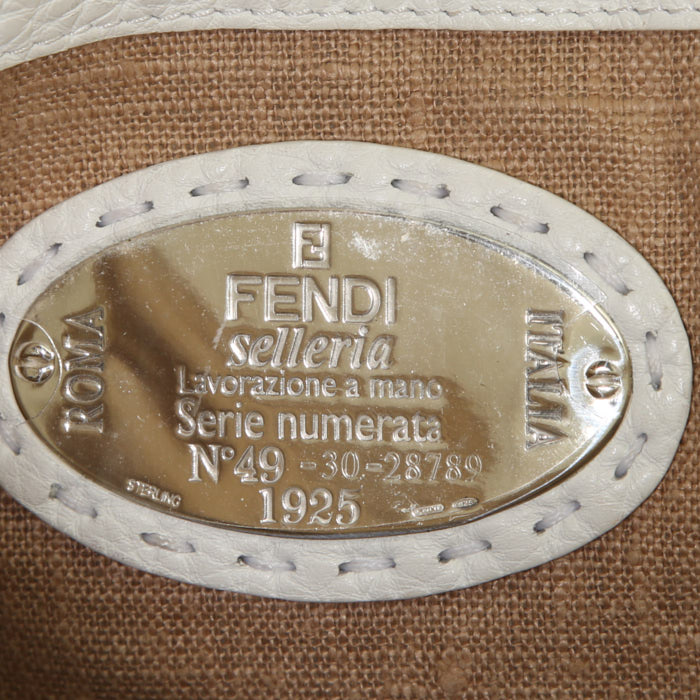 FENDI
selleria
Lavorazione a mano
Serie numerata
N°49 -30.-28789
1925
ROMA
ITALIA
STERLING